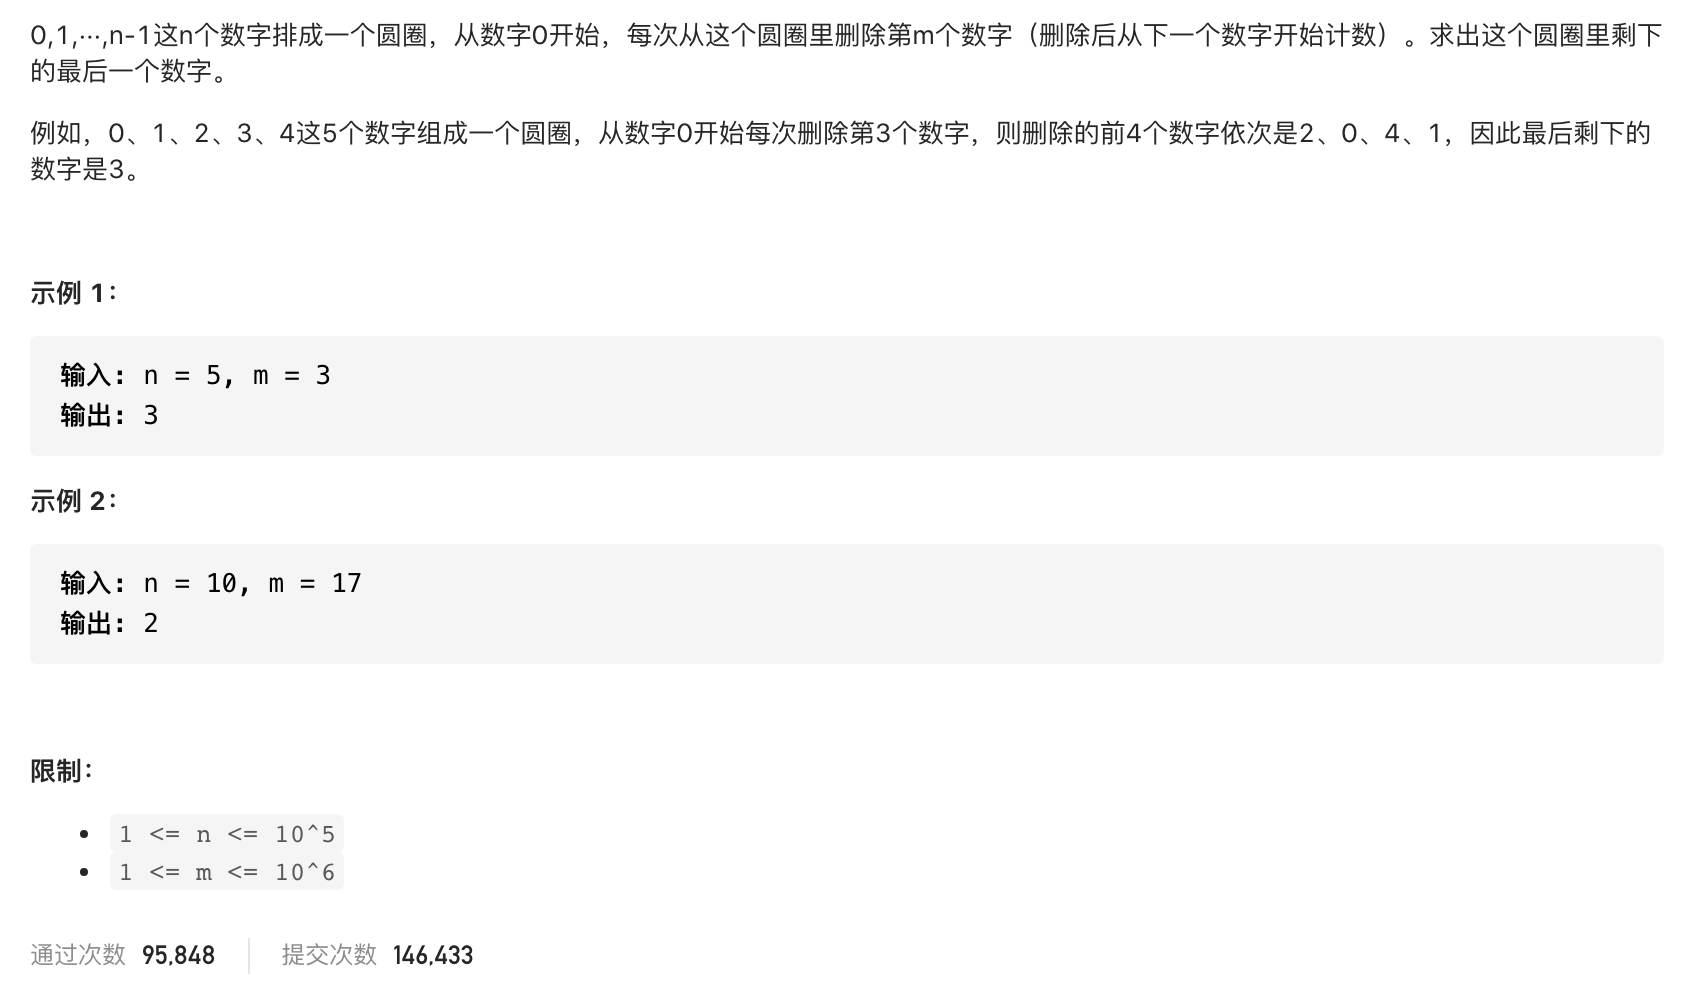 0,1,···,n-1这n个数字排成一个圆圈，从数字0开始，每次从这个圆圈里删除第m个数字（删除后从下一个数字开始计数）。求出这个圆圈里剩下
的最后一个数字。
例如，0、1、2、3、4这5个数字组成一个圆圈，从数字0开始每次删除第3个数字，则删除的前4个数字依次是2、0、4、1，因此最后剩下的
数字是3。
示例 1：
输入: n = 5, m = 3
输出: 3
示例 2：
输入: n = 10, m = 17
输出: 2
限制：
• 1 <= n <= 10^5
• 1 <= m <= 10^6
通过次数 95,848 提交次数 146,433